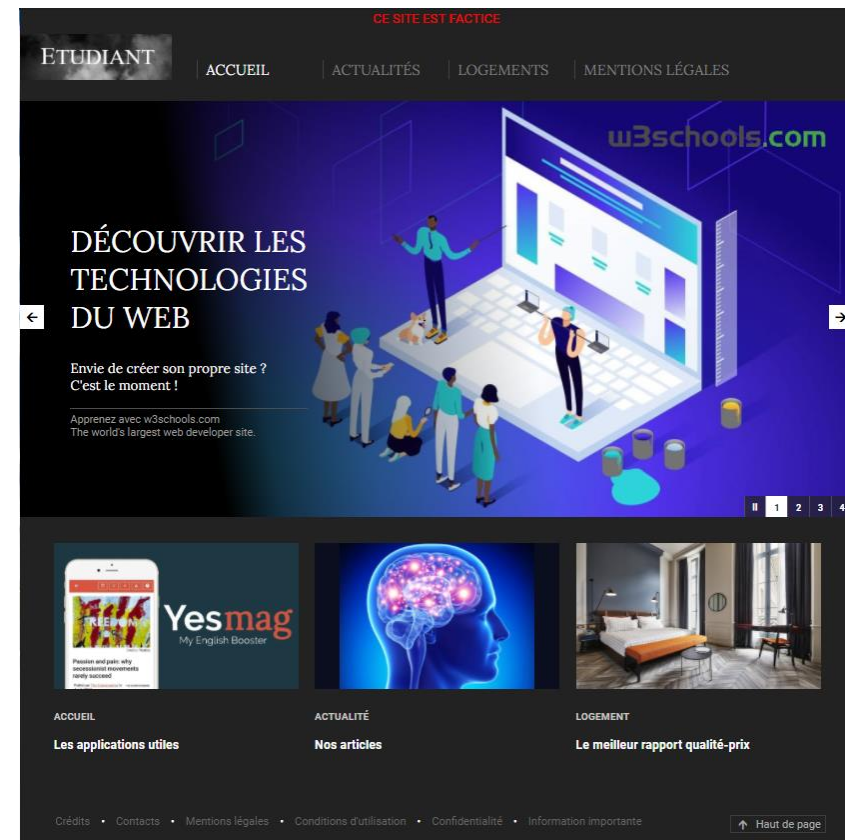 CE SITE EST FACTICE
ETUDIANT
ACCUEIL
ACTUALITÉS
LOGEMENTS
MENTIONS LÉGALES
w3schools.com
DÉCOUVRIR LES
TECHNOLOGIES
DU WEB
Envie de créer son propre site ?
C'est le moment !
Apprenez avec w3schools.com
The world's largest web developer site.
1 2 3 4
FREEDOM
Passion and pain: why
secessionist movements
rarely succeed
Yesmag
My English Booster
ACCUEIL
Les applications utiles
ACTUALITÉ
Nos articles
LOGEMENT
Le meilleur rapport qualité-prix
Crédits • Contacts • Mentions légales • Conditions d'utilisation • Confidentialité • Information importante
Haut de page